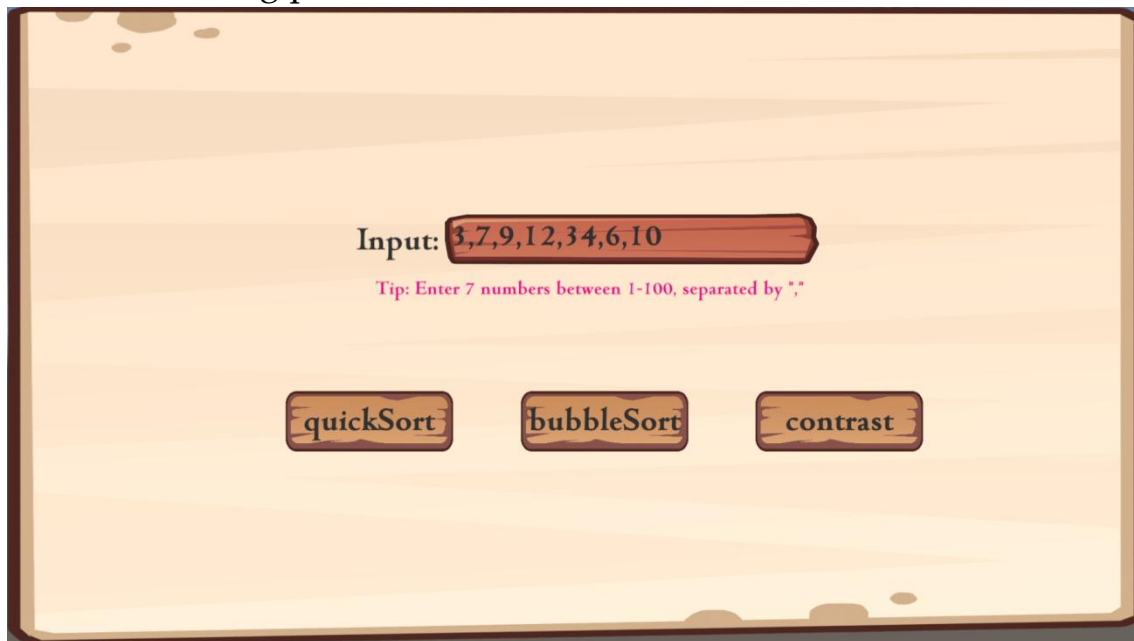 Input: 3,7,9,12,34,6,10
Tip: Enter 7 numbers between 1-100, separated by ","
quickSort bubbleSort contrast